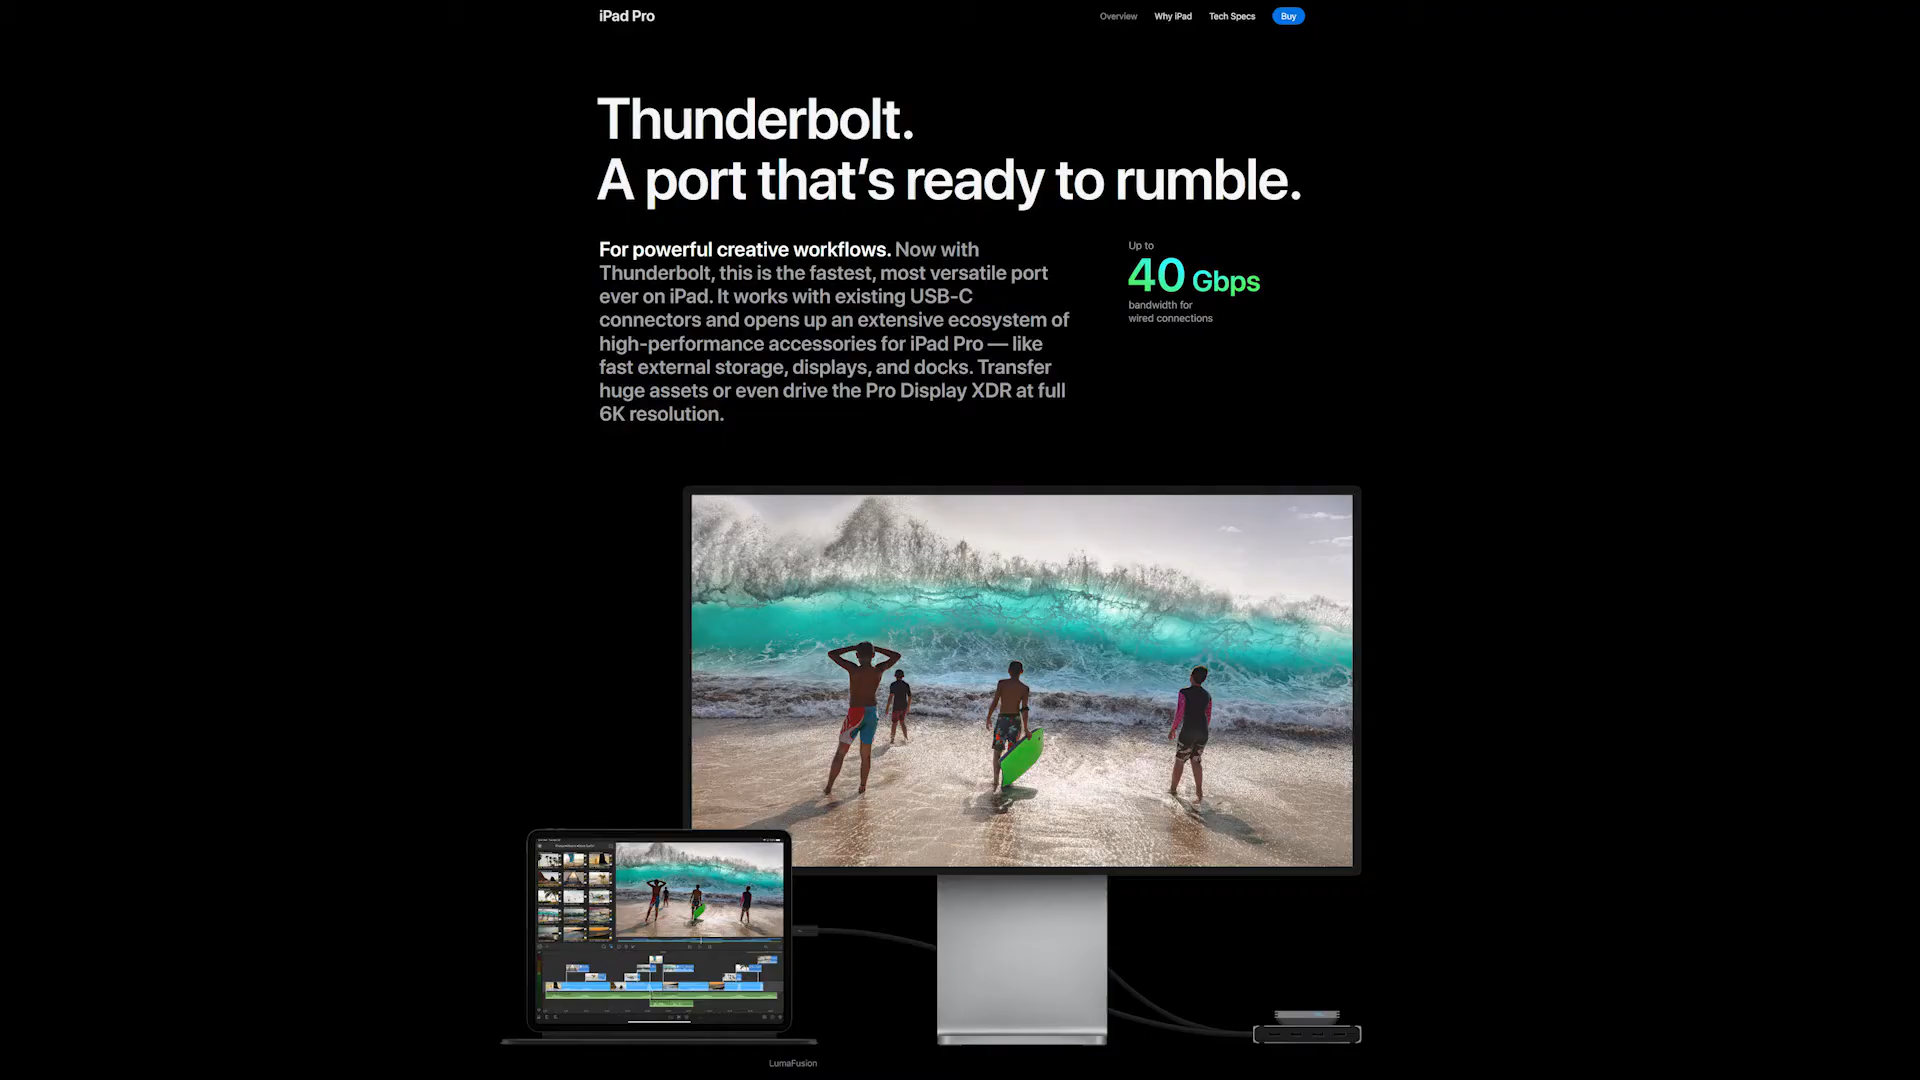 iPad Pro
Overview
Why iPad
Tech Specs
Buy
Thunderbolt.
A port that’s ready to rumble.
For powerful creative workflows. Now with
Thunderbolt, this is the fastest, most versatile port
ever on iPad. It works with existing USB-C
connectors and opens up an extensive ecosystem of
high-performance accessories for iPad Pro — like
fast external storage, displays, and docks. Transfer
huge assets or even drive the Pro Display XDR at full
6K resolution.
Up to
40 Gbps
bandwidth for
wired connections
LumaFusion